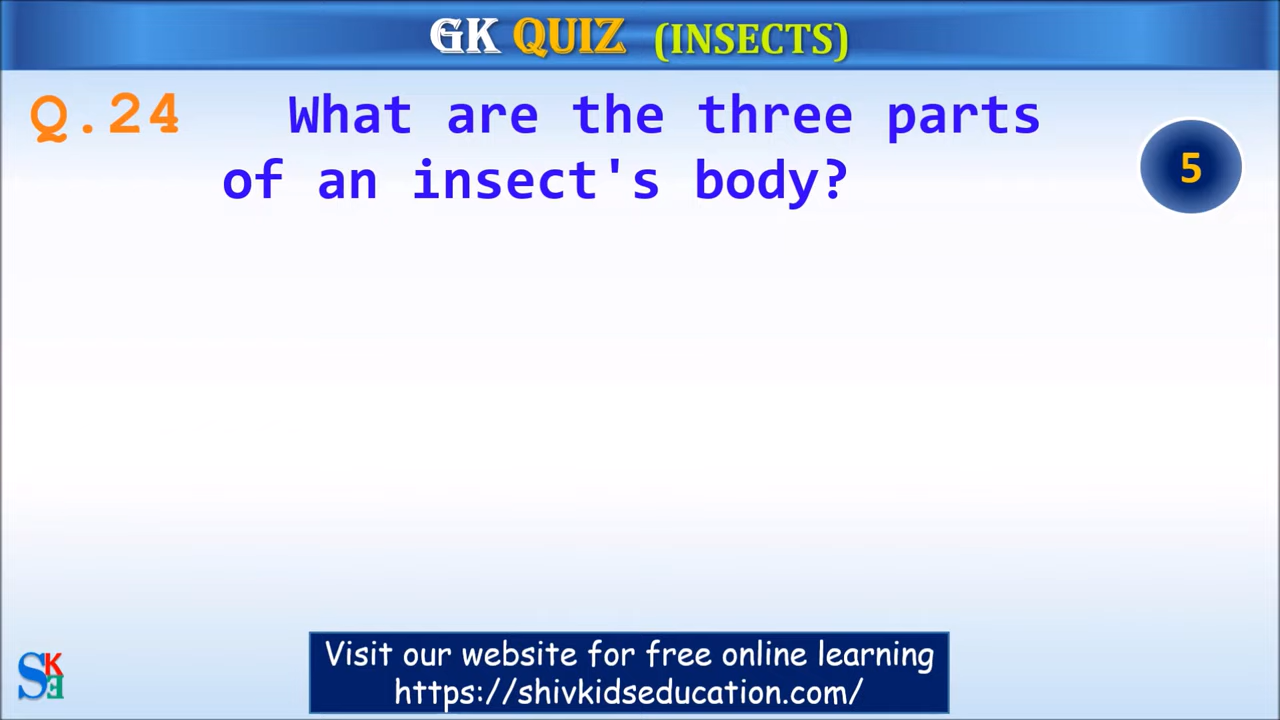 GK QUIZ (INSECTS)
Q.24 What are the three parts
of an insect's body?
5
Visit our website for free online learning
https://shivkidseducation.com/
SKE